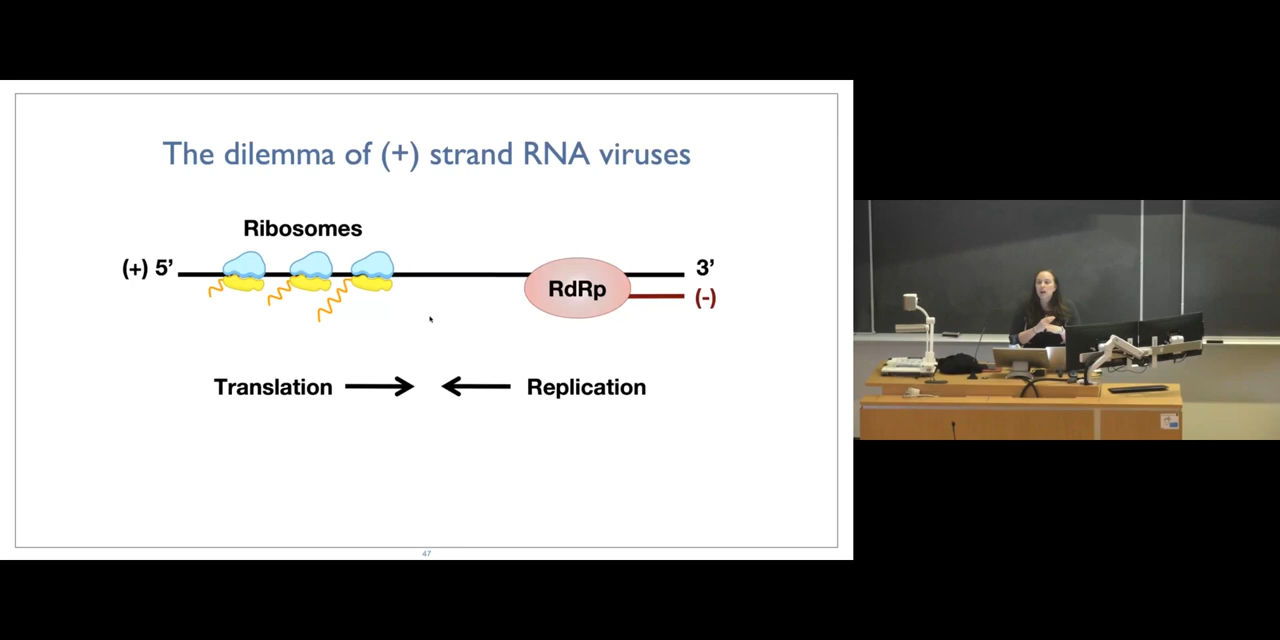 The dilemma of (+) strand RNA viruses
Ribosomes
(+) 5’
3’
RdRp
(-)
Translation
Replication
47